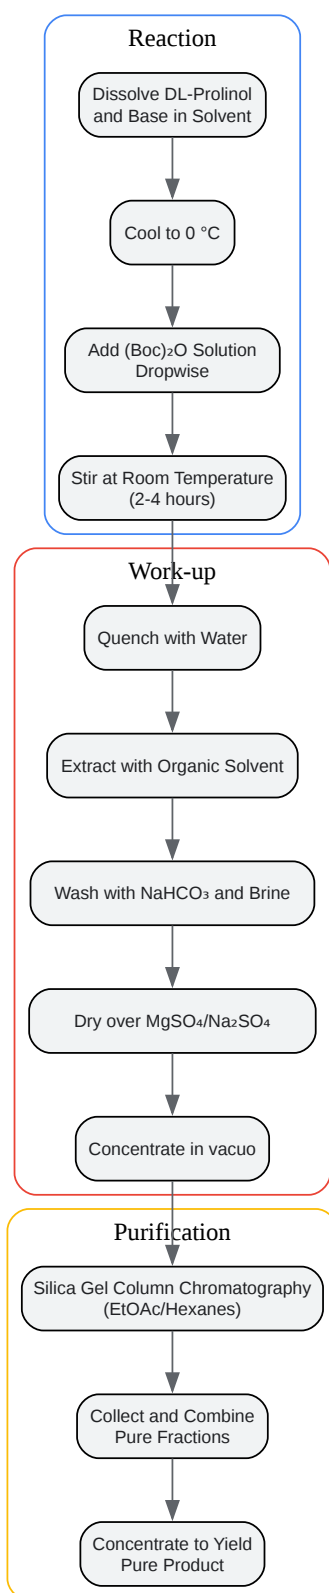 Reaction
Dissolve DL-Prolinol
and Base in Solvent
Cool to 0 °C
Add (Boc)₂O Solution
Dropwise
Stir at Room Temperature
(2-4 hours)
Work-up
Quench with Water
Extract with Organic Solvent
Wash with NaHCO₃ and Brine
Dry over MgSO₄/Na₂SO₄
Concentrate in vacuo
Purification
Silica Gel Column Chromatography
(EtOAc/Hexanes)
Collect and Combine
Pure Fractions
Concentrate to Yield
Pure Product